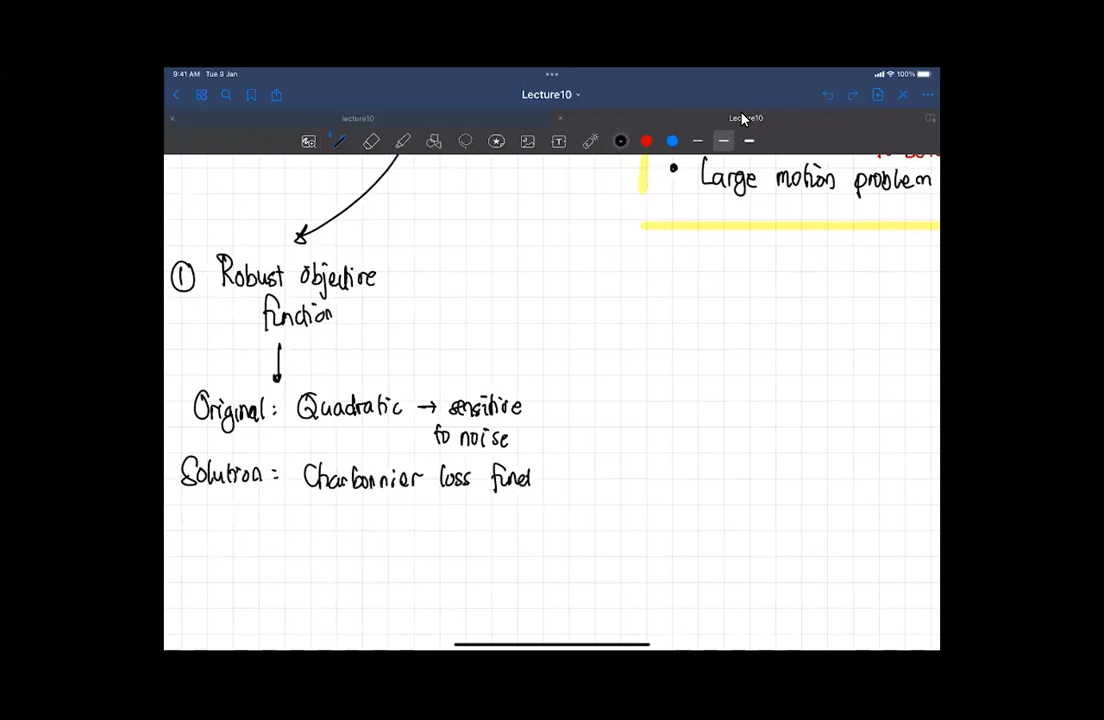 9:41 AM Tue 9 Jan
100%
Lecture10
lecture10
Lecture10
Large motion problem
① Robust objective
function
Original: Quadratic → sensitive
to noise
Solution: Charbonnier loss funct